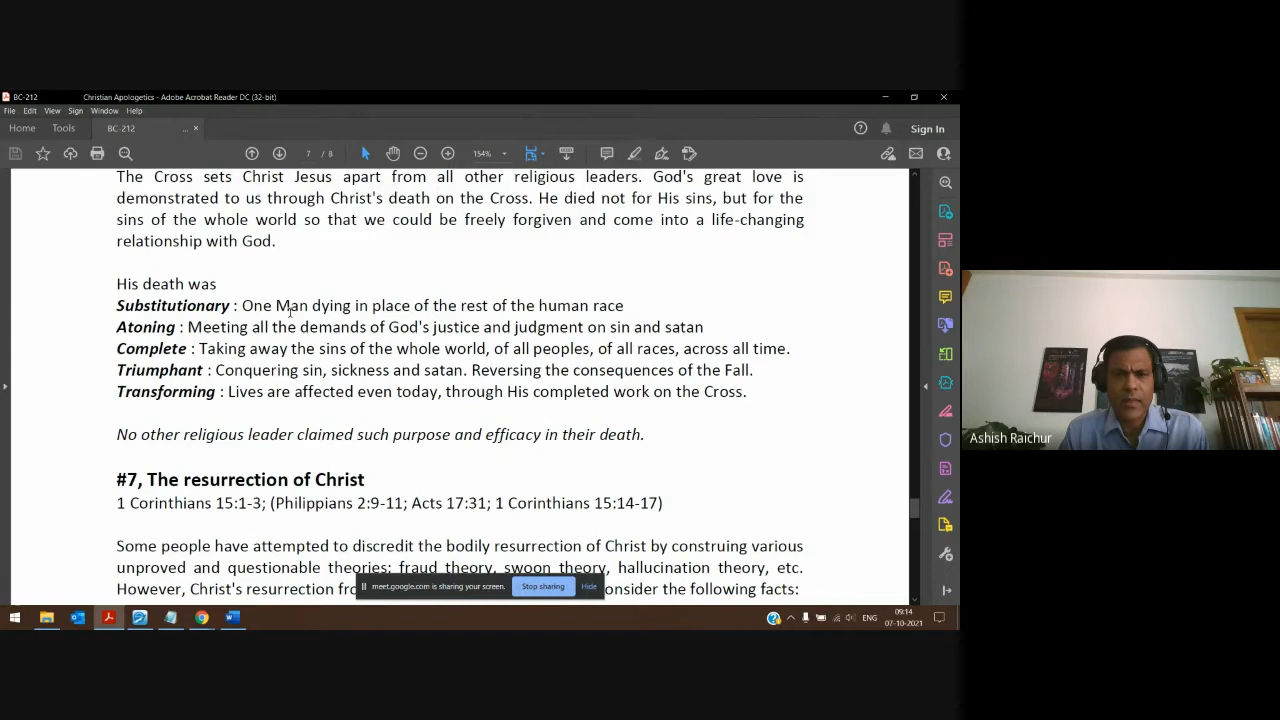 BC-212 Christian Apologetics - Adobe Acrobat Reader DC (32-bit)
File Edit View Sign Window Help
Home Tools BC-212 ... × Sign In
7 / 8 154%
The Cross sets Christ Jesus apart from all other religious leaders. God's great love is
demonstrated to us through Christ's death on the Cross. He died not for His sins, but for the
sins of the whole world so that we could be freely forgiven and come into a life-changing
relationship with God.
His death was
Substitutionary : One Man dying in place of the rest of the human race
Atoning : Meeting all the demands of God's justice and judgment on sin and satan
Complete : Taking away the sins of the whole world, of all peoples, of all races, across all time.
Triumphant : Conquering sin, sickness and satan. Reversing the consequences of the Fall.
Transforming : Lives are affected even today, through His completed work on the Cross.
No other religious leader claimed such purpose and efficacy in their death.
#7, The resurrection of Christ
1 Corinthians 15:1-3; (Philippians 2:9-11; Acts 17:31; 1 Corinthians 15:14-17)
Some people have attempted to discredit the bodily resurrection of Christ by construing various
unproved and questionable theories: fraud theory, swoon theory, hallucination theory, etc.
However, Christ's resurrection onsider the following facts:
meet.google.com is sharing your screen. Stop sharing Hide
Ashish Raichur
ENG
09:14
07-10-2021